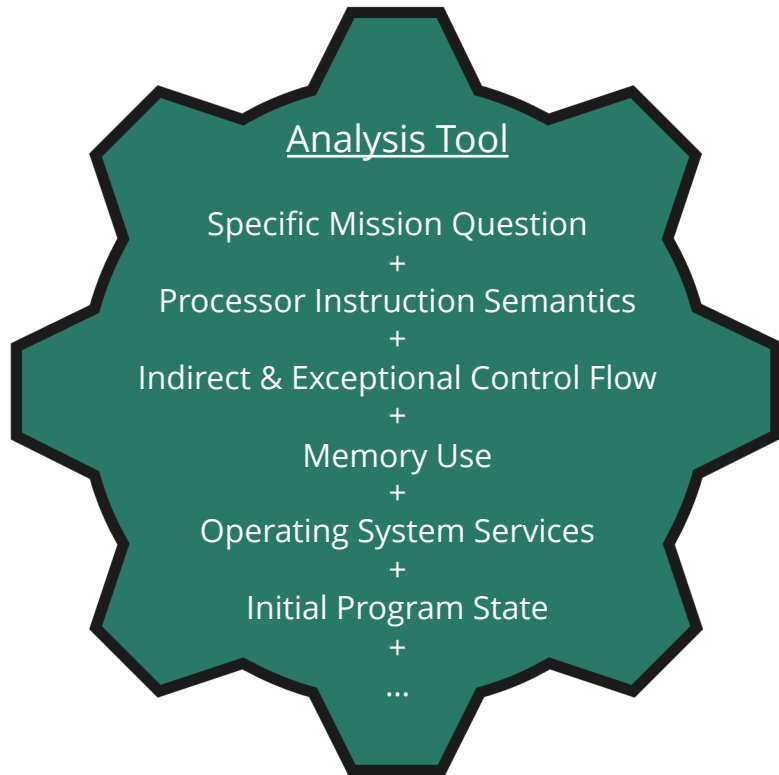 Analysis Tool
Specific Mission Question
+
Processor Instruction Semantics
+
Indirect & Exceptional Control Flow
+
Memory Use
+
Operating System Services
+
Initial Program State
+
...